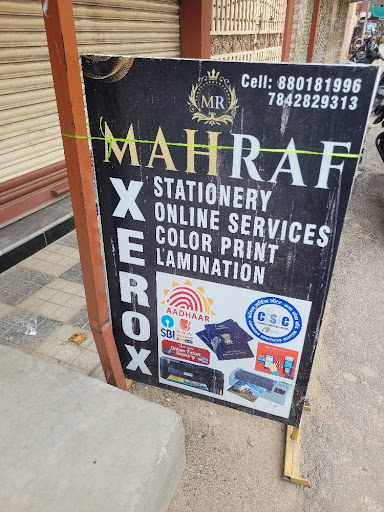 MR
Cell: 880181996
7842829313
MAHRAF
XEROX
STATIONERY
ONLINE SERVICES
COLOR PRINT
LAMINATION
AADHAAR
SBI
CSC